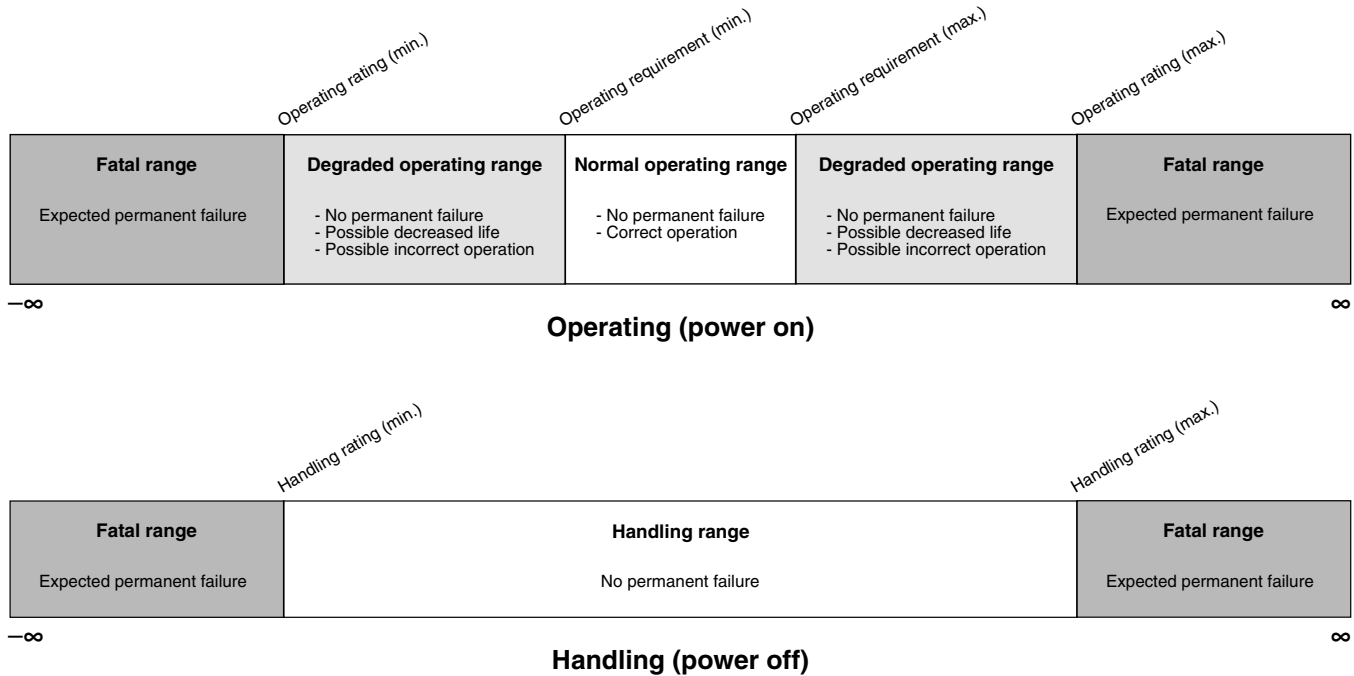 Operating rating (min.)
Operating requirement (min.)
Operating requirement (max.)
Operating rating (max.)
Fatal range
Expected permanent failure
Degraded operating range
- No permanent failure
- Possible decreased life
- Possible incorrect operation
Normal operating range
- No permanent failure
- Correct operation
Degraded operating range
- No permanent failure
- Possible decreased life
- Possible incorrect operation
Fatal range
Expected permanent failure
−∞
∞
Operating (power on)
Handling rating (min.)
Handling rating (max.)
Fatal range
Expected permanent failure
Handling range
No permanent failure
Fatal range
Expected permanent failure
−∞
∞
Handling (power off)